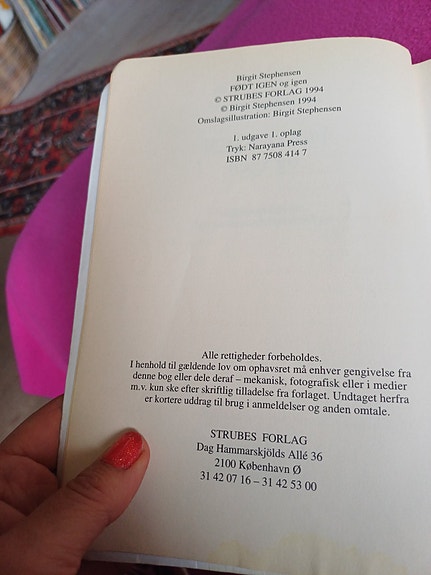 Birgit Stephensen
FØDT IGEN og igen
© STRUBES FORLAG 1994
© Birgit Stephensen 1994
Omslagsillustration: Birgit Stephensen
1. udgave 1. oplag
Tryk: Narayana Press
ISBN 87 7508 414 7
Alle rettigheder forbeholdes.
I henhold til gældende lov om ophavsret må enhver gengivelse fra
denne bog eller dele deraf – mekanisk, fotografisk eller i medier
m.v. kun ske efter skriftlig tilladelse fra forlaget. Undtaget herfra
er kortere uddrag til brug i anmeldelser og anden omtale.
STRUBES FORLAG
Dag Hammarskjölds Allé 36
2100 København Ø
31 42 07 16 – 31 42 53 00